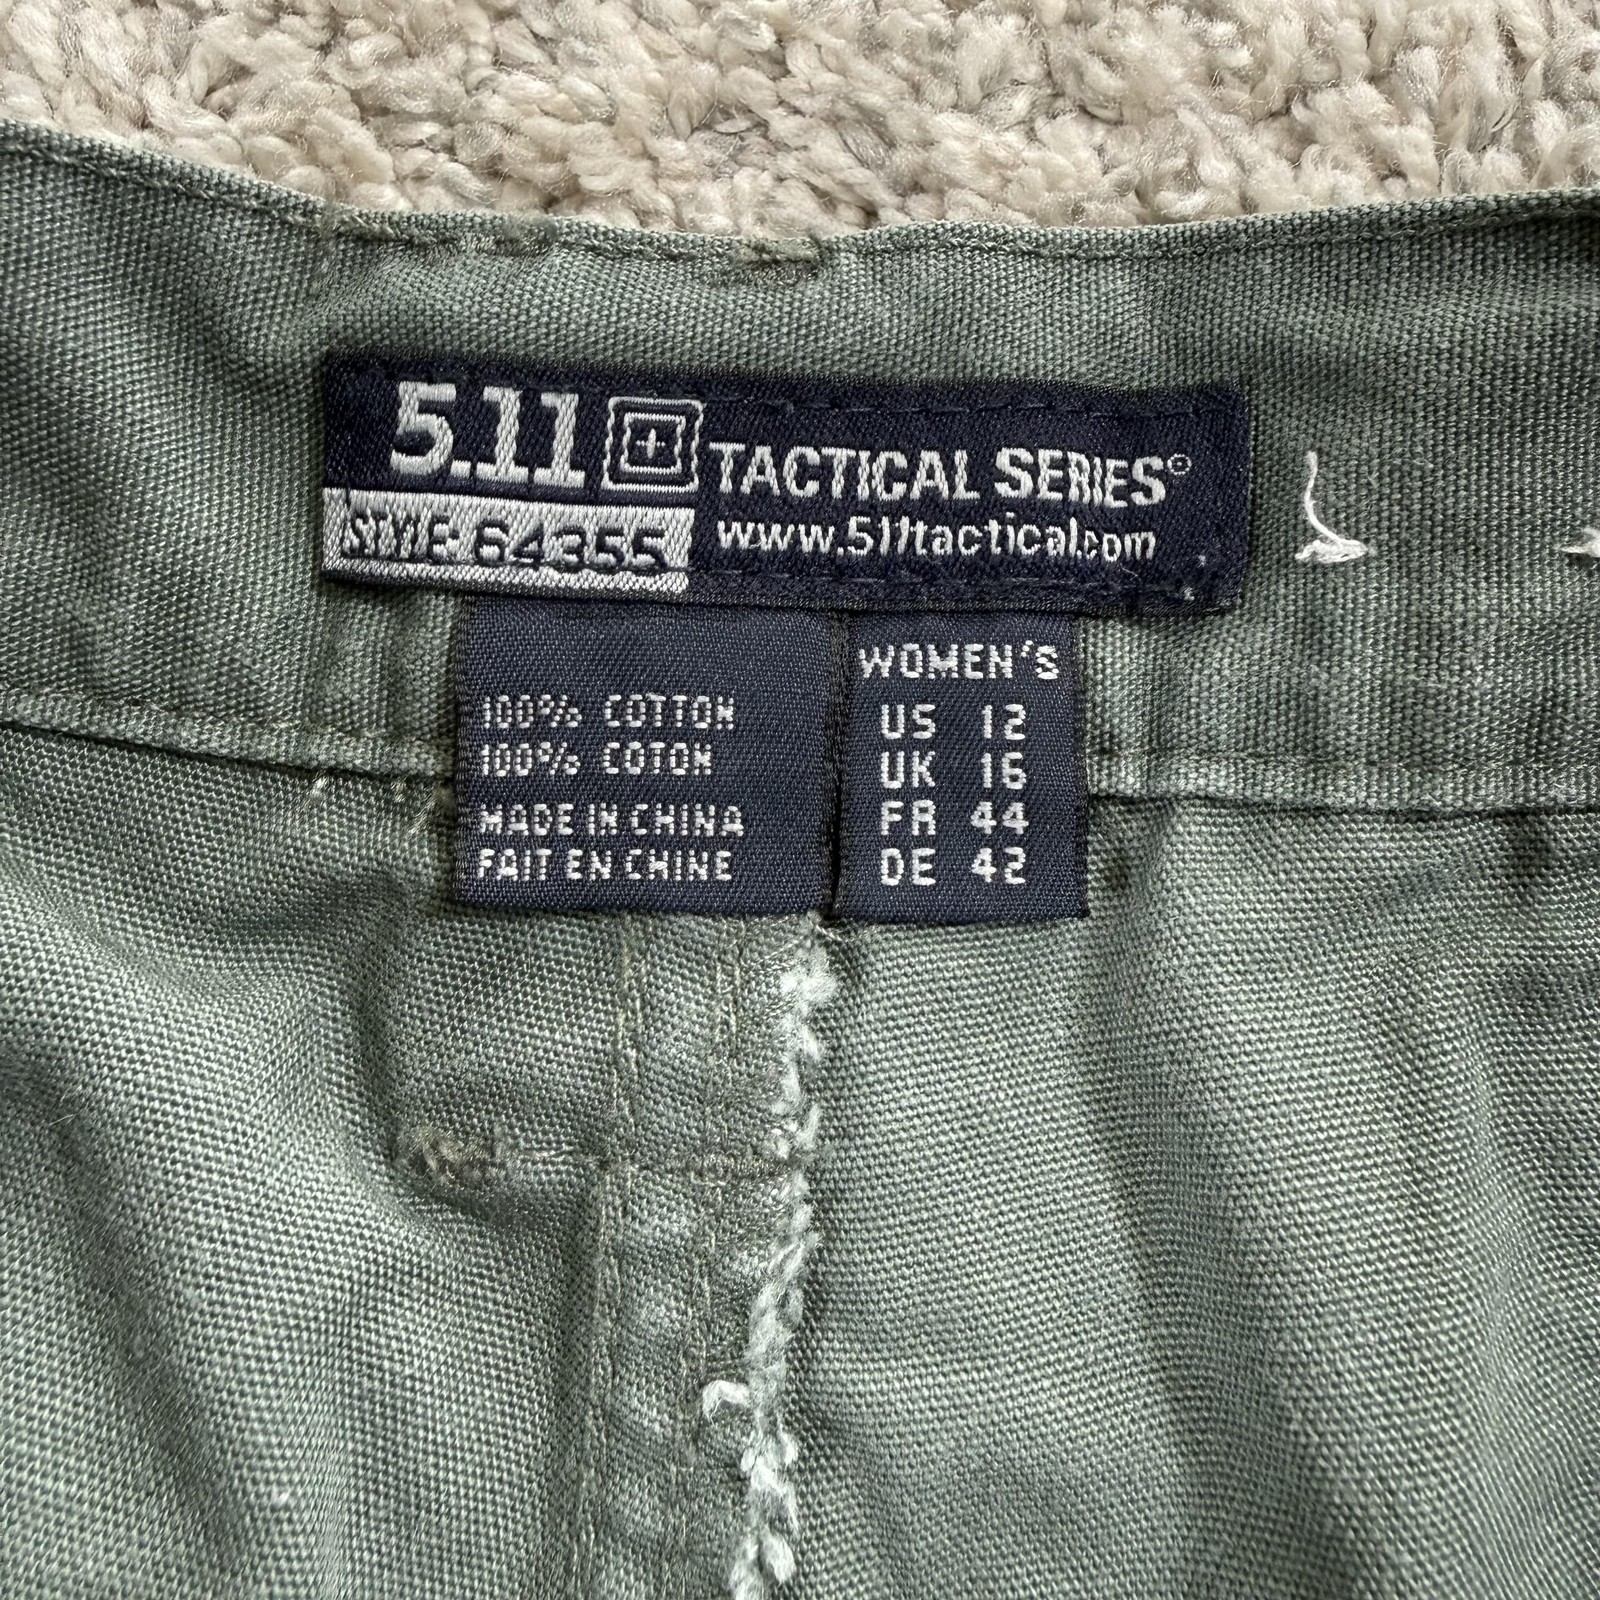 5.11 TACTICAL SERIES®
STYLE: 64355 www.511tactical.com
100% COTTON
100% COTON
MADE IN CHINA
FAIT EN CHINE
WOMEN'S
US 12
UK 16
FR 44
DE 42